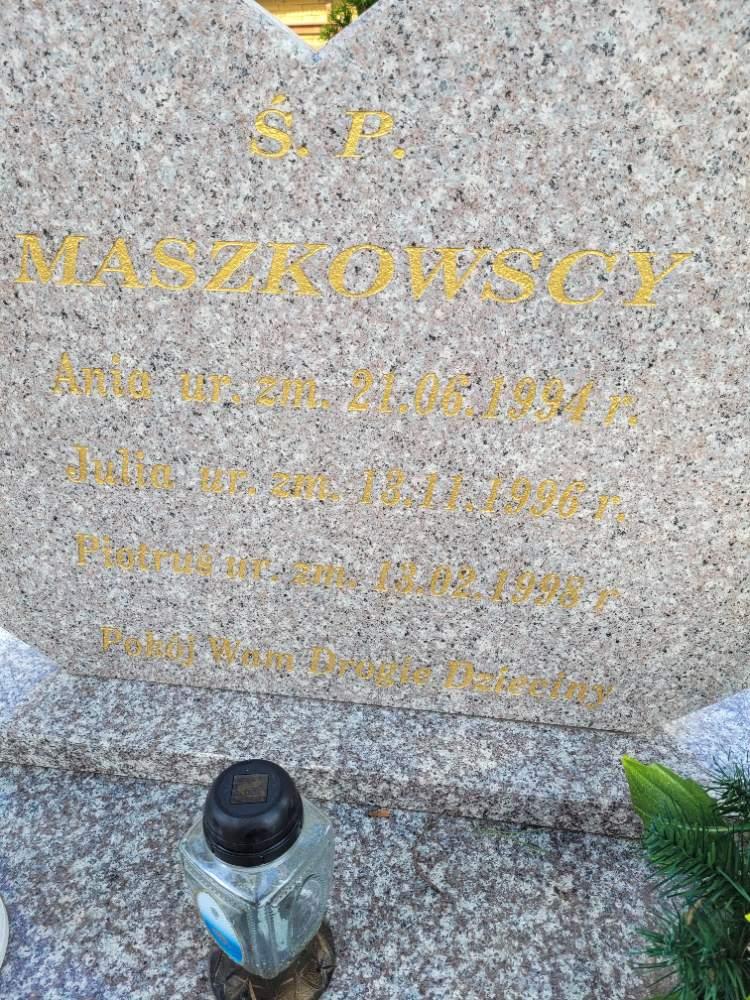 Ś. P.
MASZKOWSCY
Ania ur. zm. 21.06.1994 r.
Julia ur. zm. 13.11.1996 r.
Piotruś ur. zm. 13.02.1998 r
Pokój Wam Drogie Dzieciny